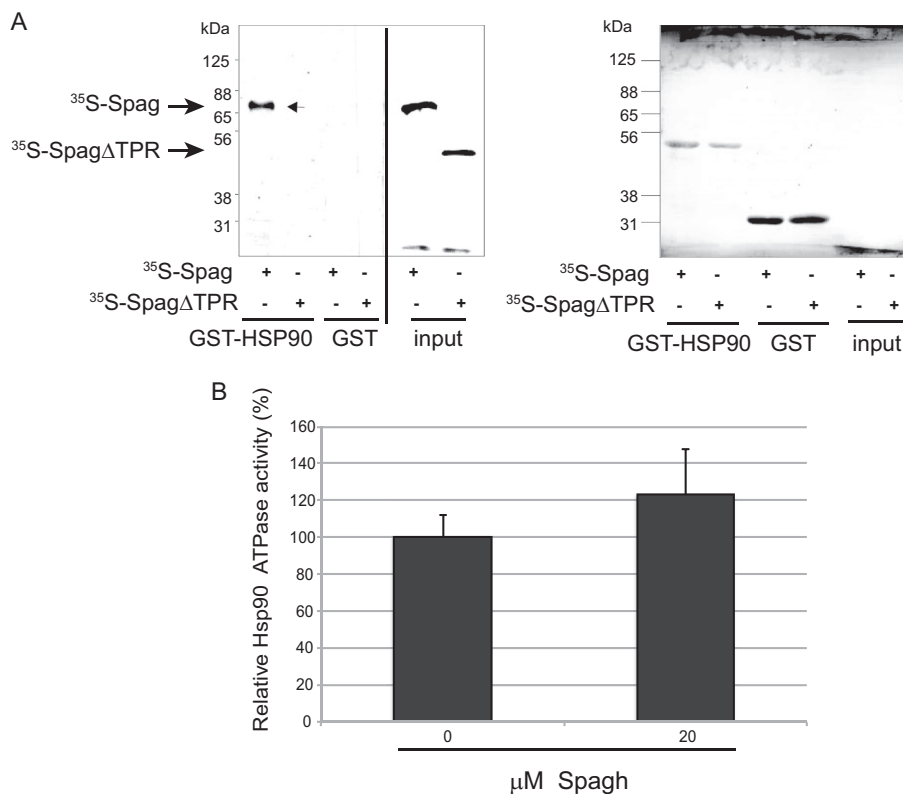 A
kDa
125
88
65
56
38
31
³⁵S-Spag
³⁵S-SpagΔTPR
³⁵S-Spag + - + - + -
³⁵S-SpagΔTPR - + - + - +
GST-HSP90 GST input
kDa
125
88
65
56
38
31
³⁵S-Spag + - + - + -
³⁵S-SpagΔTPR - + - + - +
GST-HSP90 GST input
B
Relative Hsp90 ATPase activity (%)
160
140
120
100
80
60
40
20
0
0 20
μM Spagh